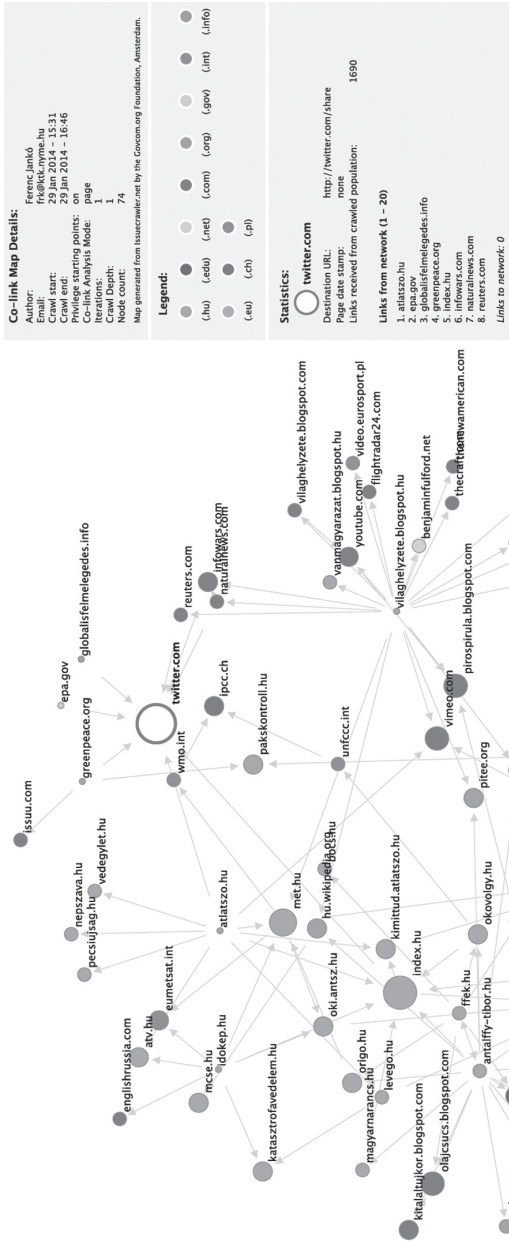 Co-link Map Details:
Author: Ferenc Jankó
Email: frk@ktk.nyme.hu
Crawl start: 29 Jan 2014 – 15:31
Crawl end: 29 Jan 2014 – 16:46
Privilege starting points: on
Co-link Analysis Mode: page
Iterations: 1
Crawl Depth: 1
Node count: 74
Map generated from Issuecrawler.net by the Govcom.org Foundation, Amsterdam.
Legend:
(.hu) (.edu) (.net) (.com) (.org) (.gov) (.int) (.info)
(.eu) (.ch) (.pl)
Statistics:
twitter.com
Destination URL: http://twitter.com/share
Page date stamp: none
Links received from crawled population: 1690
Links from network (1 – 20)
1. atlatszo.hu
2. epa.gov
3. globalisfelmelegedes.info
4. greenpeace.org
5. index.hu
6. infowars.com
7. naturalnews.com
8. reuters.com
Links to network: 0
issuu.com
greenpeace.org
epa.gov
globalisfelmelegedes.info
nepszava.hu
pecsiujsag.hu
vedegylet.hu
twitter.com
reuters.com
infowars.com
naturalnews.com
englishrussia.com
atv.hu
eumetsat.int
wmo.int
ipcc.ch
mcse.hu
idokep.hu
atlatszo.hu
pakskontroll.hu
vilaghelyzete.blogspot.com
katasztrofavedelem.hu
met.hu
hu.wikipedia.org
unfccc.int
vanmagyarazat.blogspot.hu
youtube.com
video.eurosport.pl
flightradar24.com
oki.antsz.hu
origo.hu
magyarnarancs.hu
levego.hu
kimittud.atlatszo.hu
index.hu
vilaghelyzete.blogspot.hu
benjaminfulford.net
kitalaltujkor.blogspot.com
olajcsucs.blogspot.com
ffek.hu
antalffy-tibor.hu
okovolgy.hu
pitee.org
vimeo.com
pirospirula.blogspot.com